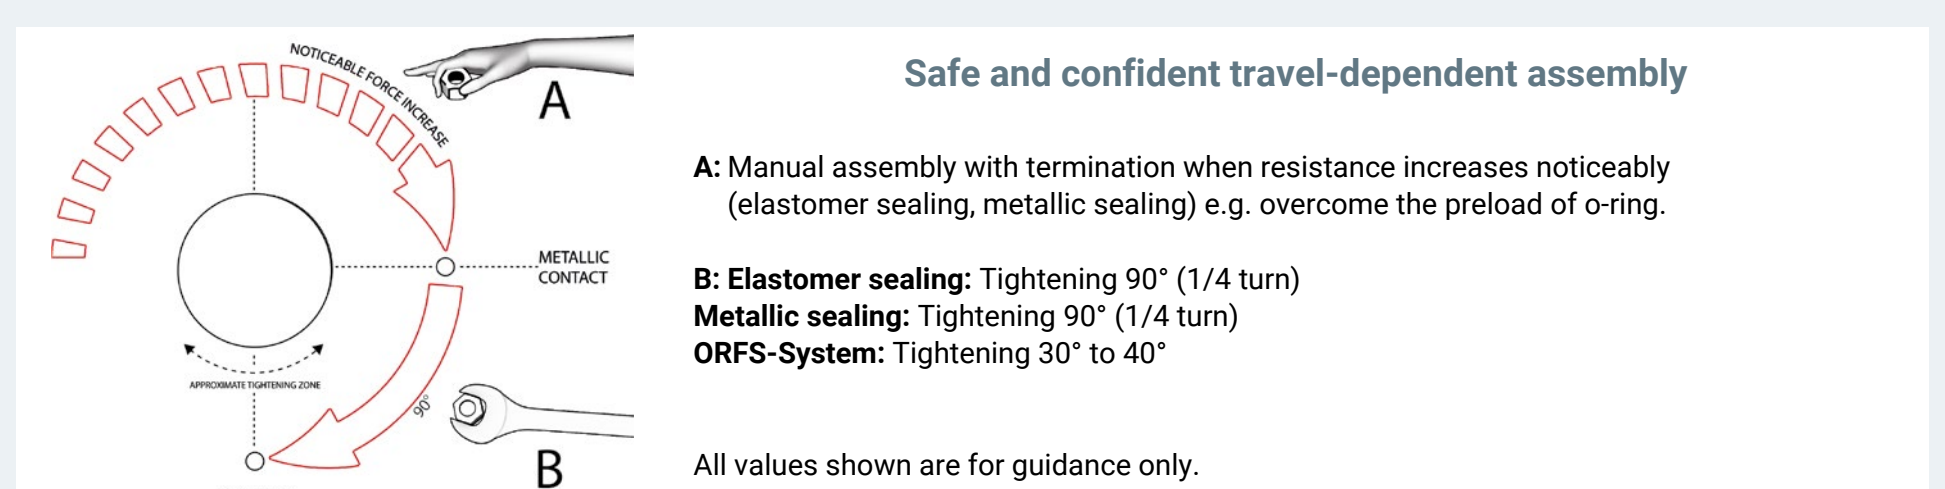 NOTICEABLE FORCE INCREASE
A
METALLIC
CONTACT
APPROXIMATE TIGHTENING ZONE
90°
B
Safe and confident travel-dependent assembly
A: Manual assembly with termination when resistance increases noticeably
(elastomer sealing, metallic sealing) e.g. overcome the preload of o-ring.
B: Elastomer sealing: Tightening 90° (1/4 turn)
Metallic sealing: Tightening 90° (1/4 turn)
ORFS-System: Tightening 30° to 40°
All values shown are for guidance only.